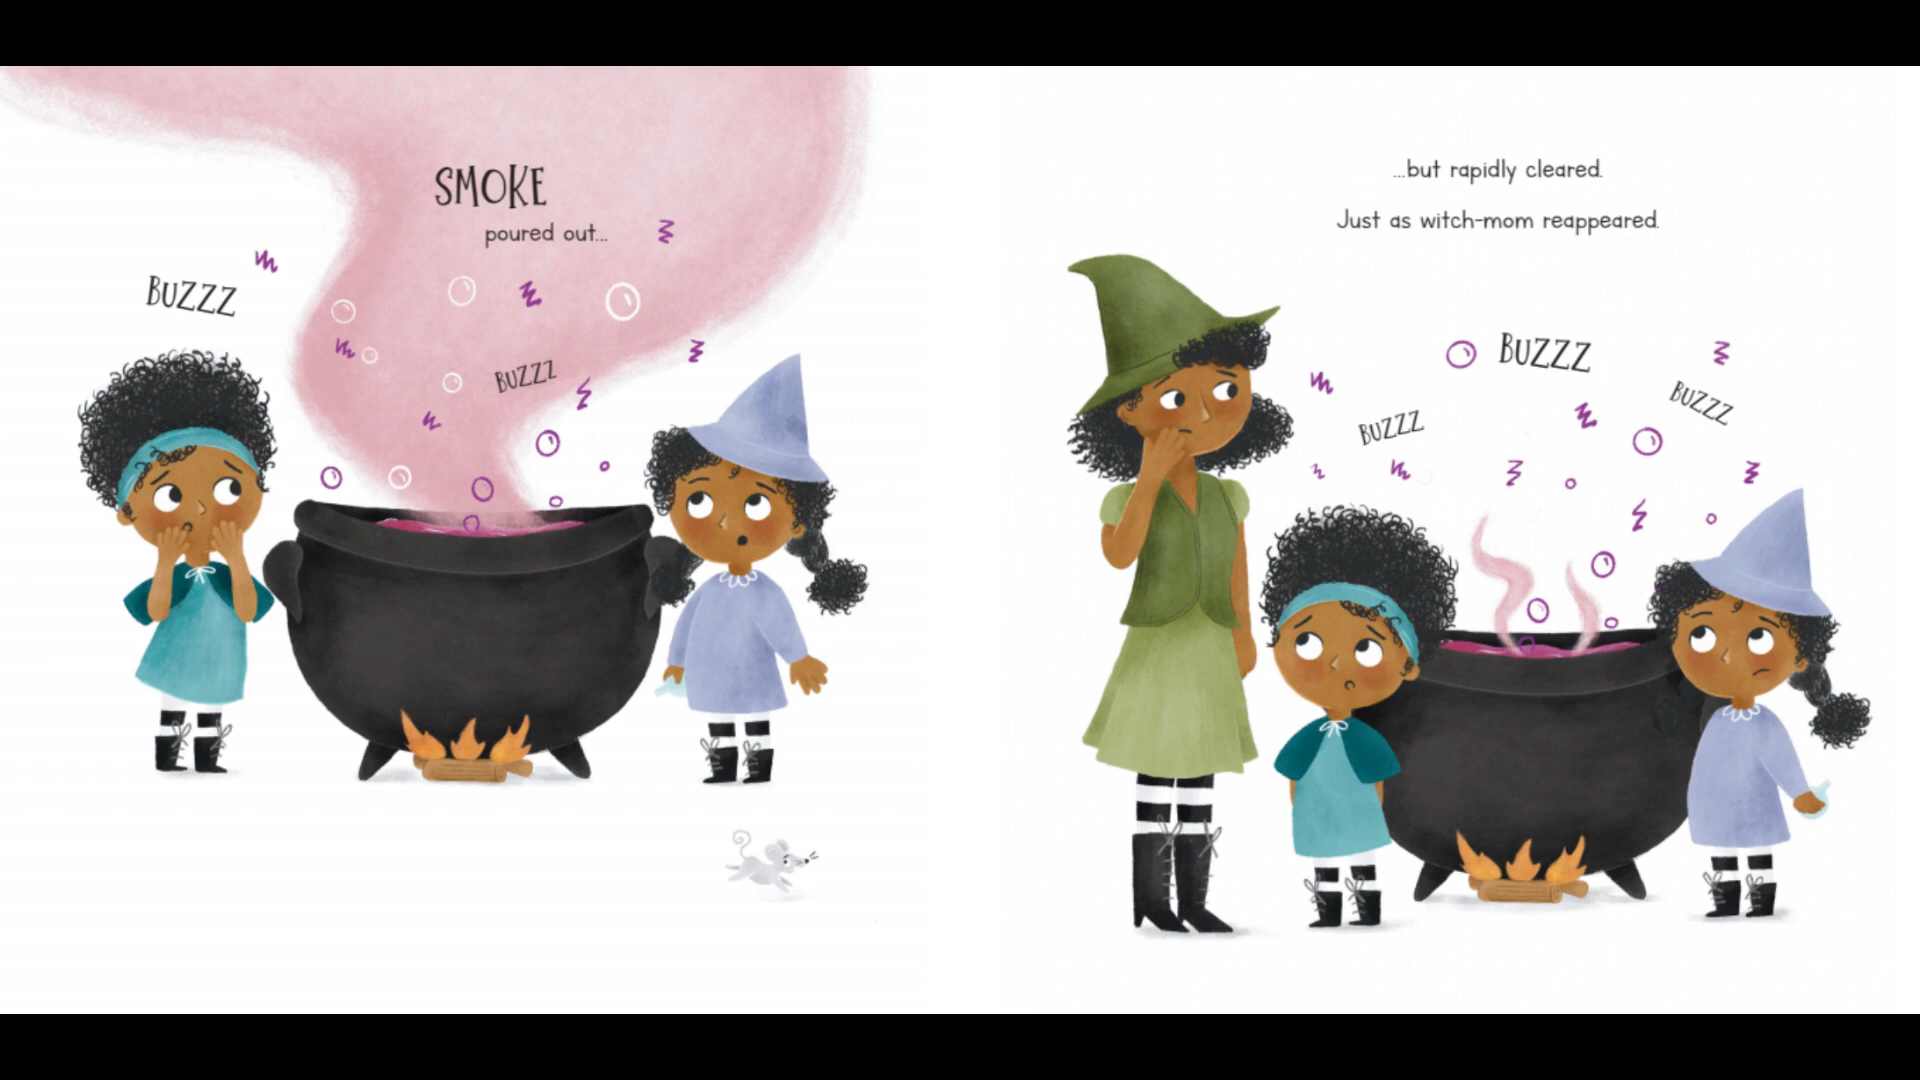 SMOKE
poured out...
BUZZZ
BUZZZ
...but rapidly cleared.
Just as witch-mom reappeared.
BUZZZ
BUZZZ
BUZZZ